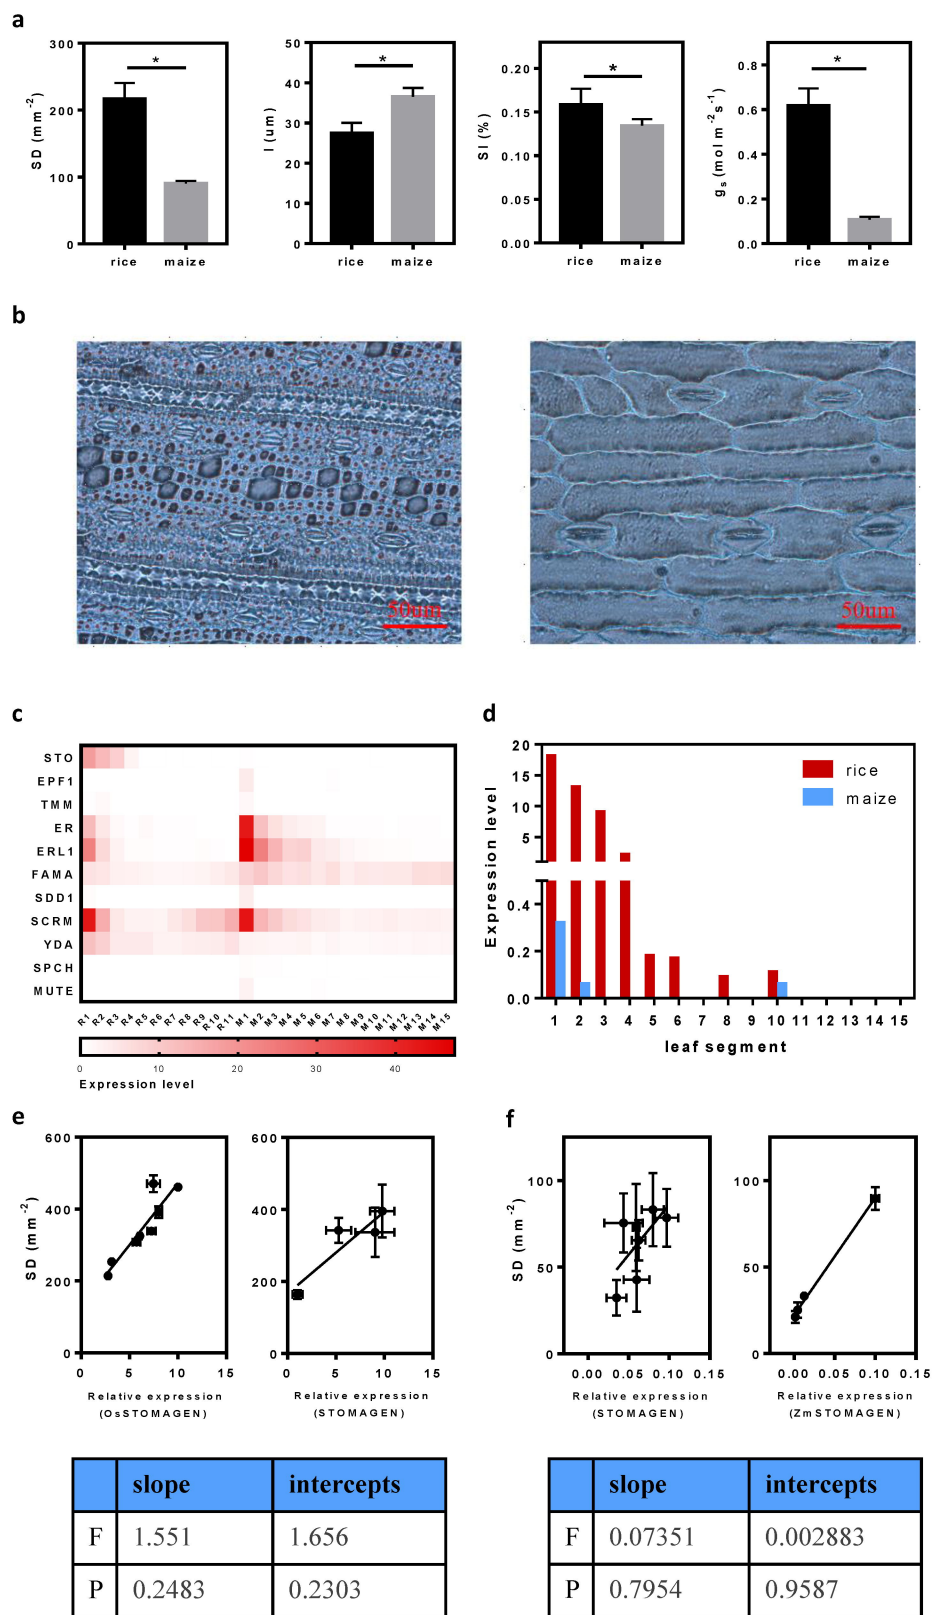 a
300
200
100
0
SD (mm-2)
*
rice maize
50
40
30
20
10
0
l (um)
*
rice maize
0.20
0.15
0.10
0.05
0.00
SI (%)
*
rice maize
0.8
0.6
0.4
0.2
0.0
gs (mol m-2s-1)
*
rice maize
b
50um
50um
c
STO
EPF1
TMM
ER
ERL1
FAMA
SDD1
SCRM
YDA
SPCH
MUTE
R1 R2 R3 R4 R5 R6 R7 R8 R9 R10 R11 M1 M2 M3 M4 M5 M6 M7 M8 M9 M10 M11 M12 M13 M14 M15
0 10 20 30 40
Expression level
d
20
15
10
5
0.4
0.2
0.0
Expression level
rice
maize
1 2 3 4 5 6 7 8 9 10 11 12 13 14 15
leaf segment
e
600
400
200
0
SD (mm-2)
0 5 10 15
Relative expression
(OsSTOMAGEN)
600
400
200
0
0 5 10 15
Relative expression
(STOMAGEN)
f
100
50
0
SD (mm-2)
0.00 0.05 0.10 0.15
Relative expression
(STOMAGEN)
100
50
0
0.00 0.05 0.10 0.15
Relative expression
(ZmSTOMAGEN)
slope intercepts
F 1.551 1.656
P 0.2483 0.2303
slope intercepts
F 0.07351 0.002883
P 0.7954 0.9587